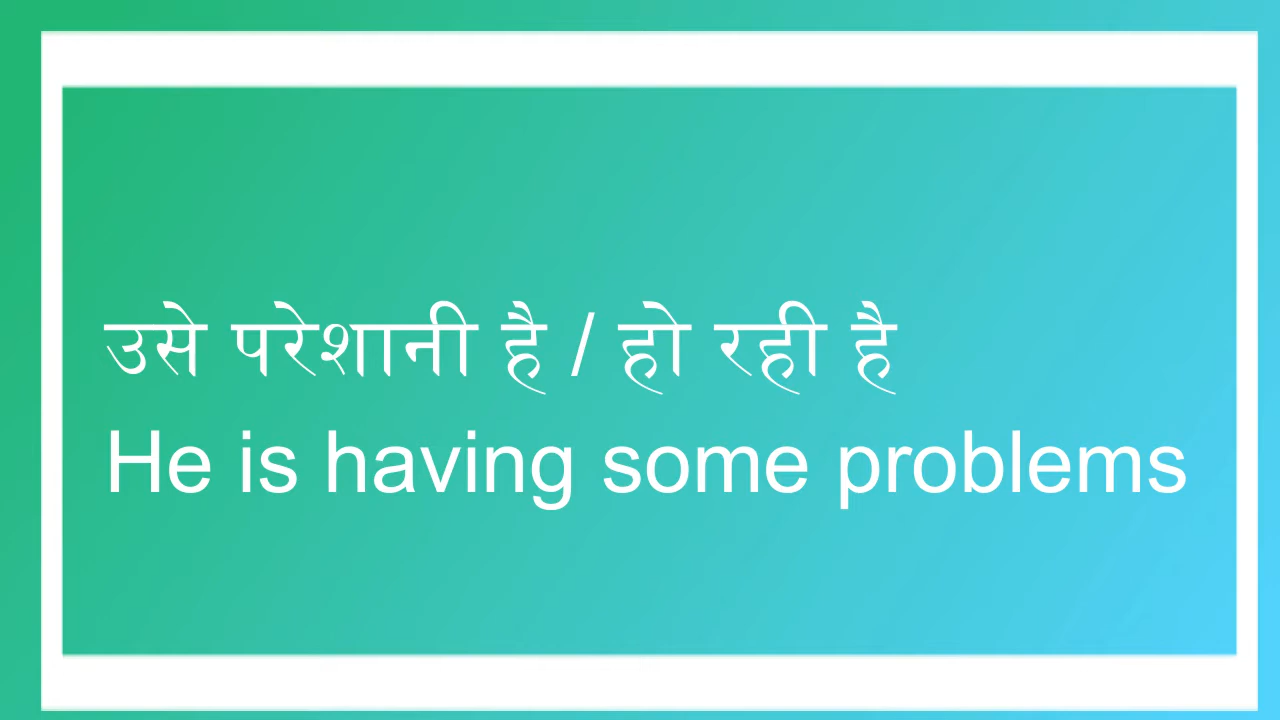 उसे परेशानी है / हो रही है
He is having some problems